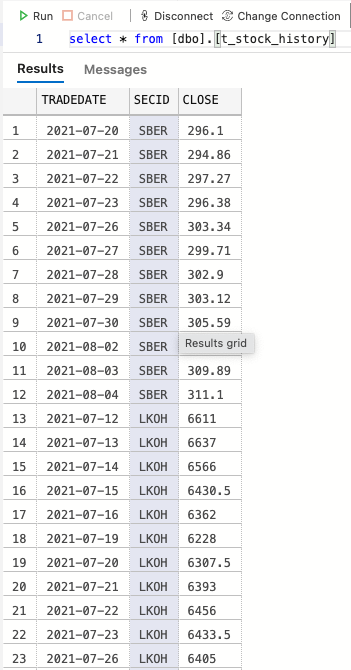 Run Cancel Disconnect Change Connection
1 select * from [dbo].[t_stock_history]
Results Messages
TRADEDATE SECID CLOSE
1 2021-07-20 SBER 296.1
2 2021-07-21 SBER 294.86
3 2021-07-22 SBER 297.27
4 2021-07-23 SBER 296.38
5 2021-07-26 SBER 303.34
6 2021-07-27 SBER 299.71
7 2021-07-28 SBER 302.9
8 2021-07-29 SBER 303.12
9 2021-07-30 SBER 305.59
10 2021-08-02 SBER
Results grid
11 2021-08-03 SBER 309.89
12 2021-08-04 SBER 311.1
13 2021-07-12 LKOH 6611
14 2021-07-13 LKOH 6637
15 2021-07-14 LKOH 6566
16 2021-07-15 LKOH 6430.5
17 2021-07-16 LKOH 6362
18 2021-07-19 LKOH 6228
19 2021-07-20 LKOH 6307.5
20 2021-07-21 LKOH 6393
21 2021-07-22 LKOH 6456
22 2021-07-23 LKOH 6433.5
23 2021-07-26 LKOH 6405